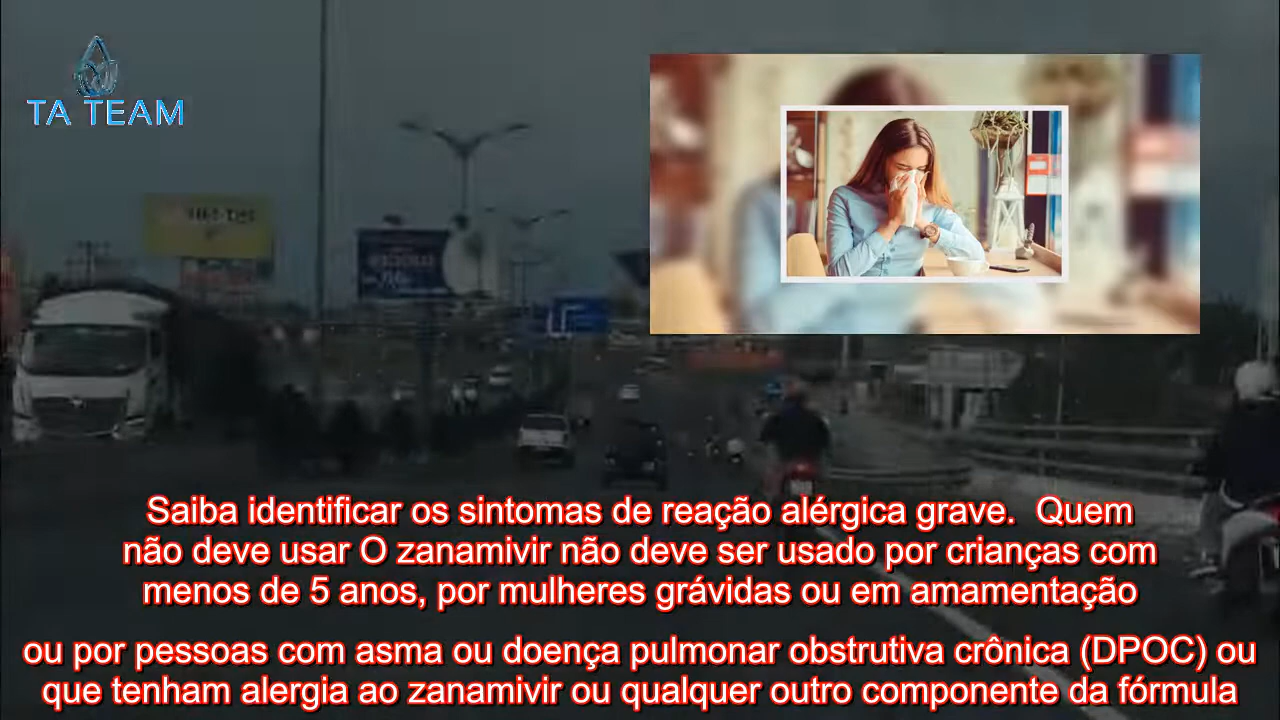 TA TEAM
Saiba identificar os sintomas de reação alérgica grave.  Quem
não deve usar O zanamivir não deve ser usado por crianças com
menos de 5 anos, por mulheres grávidas ou em amamentação
ou por pessoas com asma ou doença pulmonar obstrutiva crônica (DPOC) ou
que tenham alergia ao zanamivir ou qualquer outro componente da fórmula